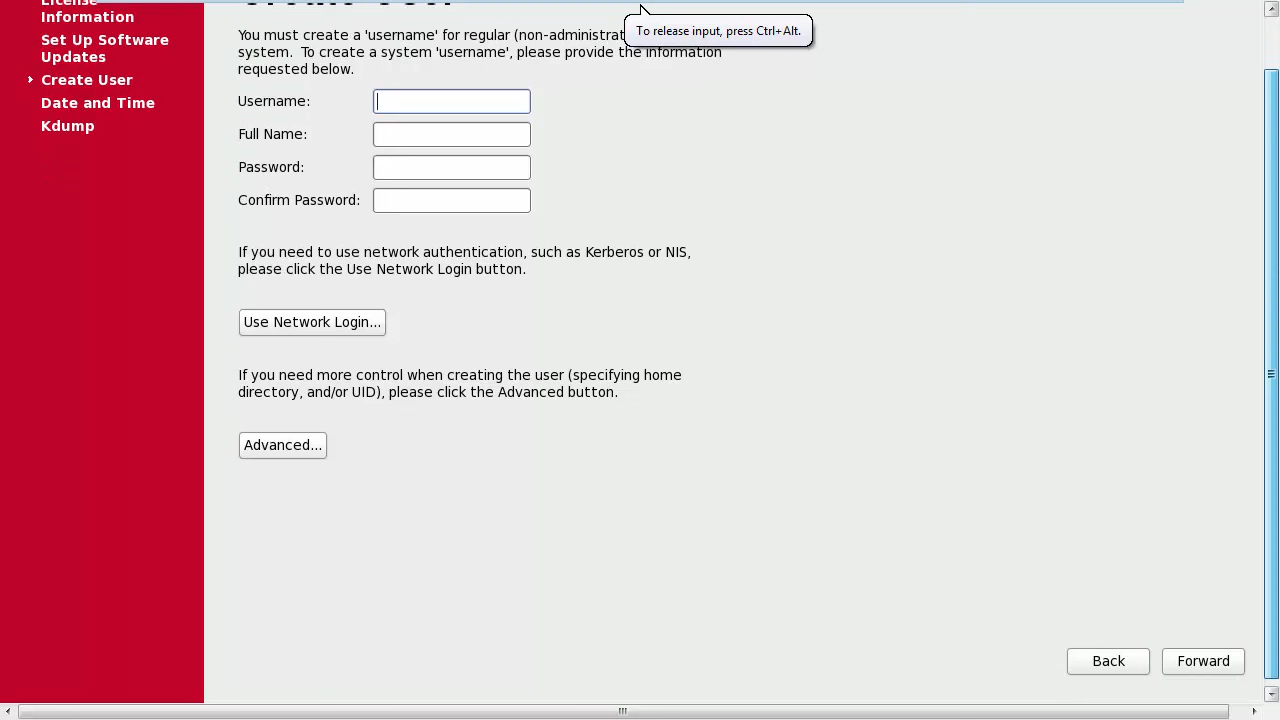 License
Information
Set Up Software
Updates
Create User
Date and Time
Kdump
Create User
You must create a 'username' for regular (non-administrat
system.  To create a system 'username', please provide the information
requested below.
To release input, press Ctrl+Alt.
Username:
Full Name:
Password:
Confirm Password:
If you need to use network authentication, such as Kerberos or NIS,
please click the Use Network Login button.
Use Network Login...
If you need more control when creating the user (specifying home
directory, and/or UID), please click the Advanced button.
Advanced...
Back
Forward